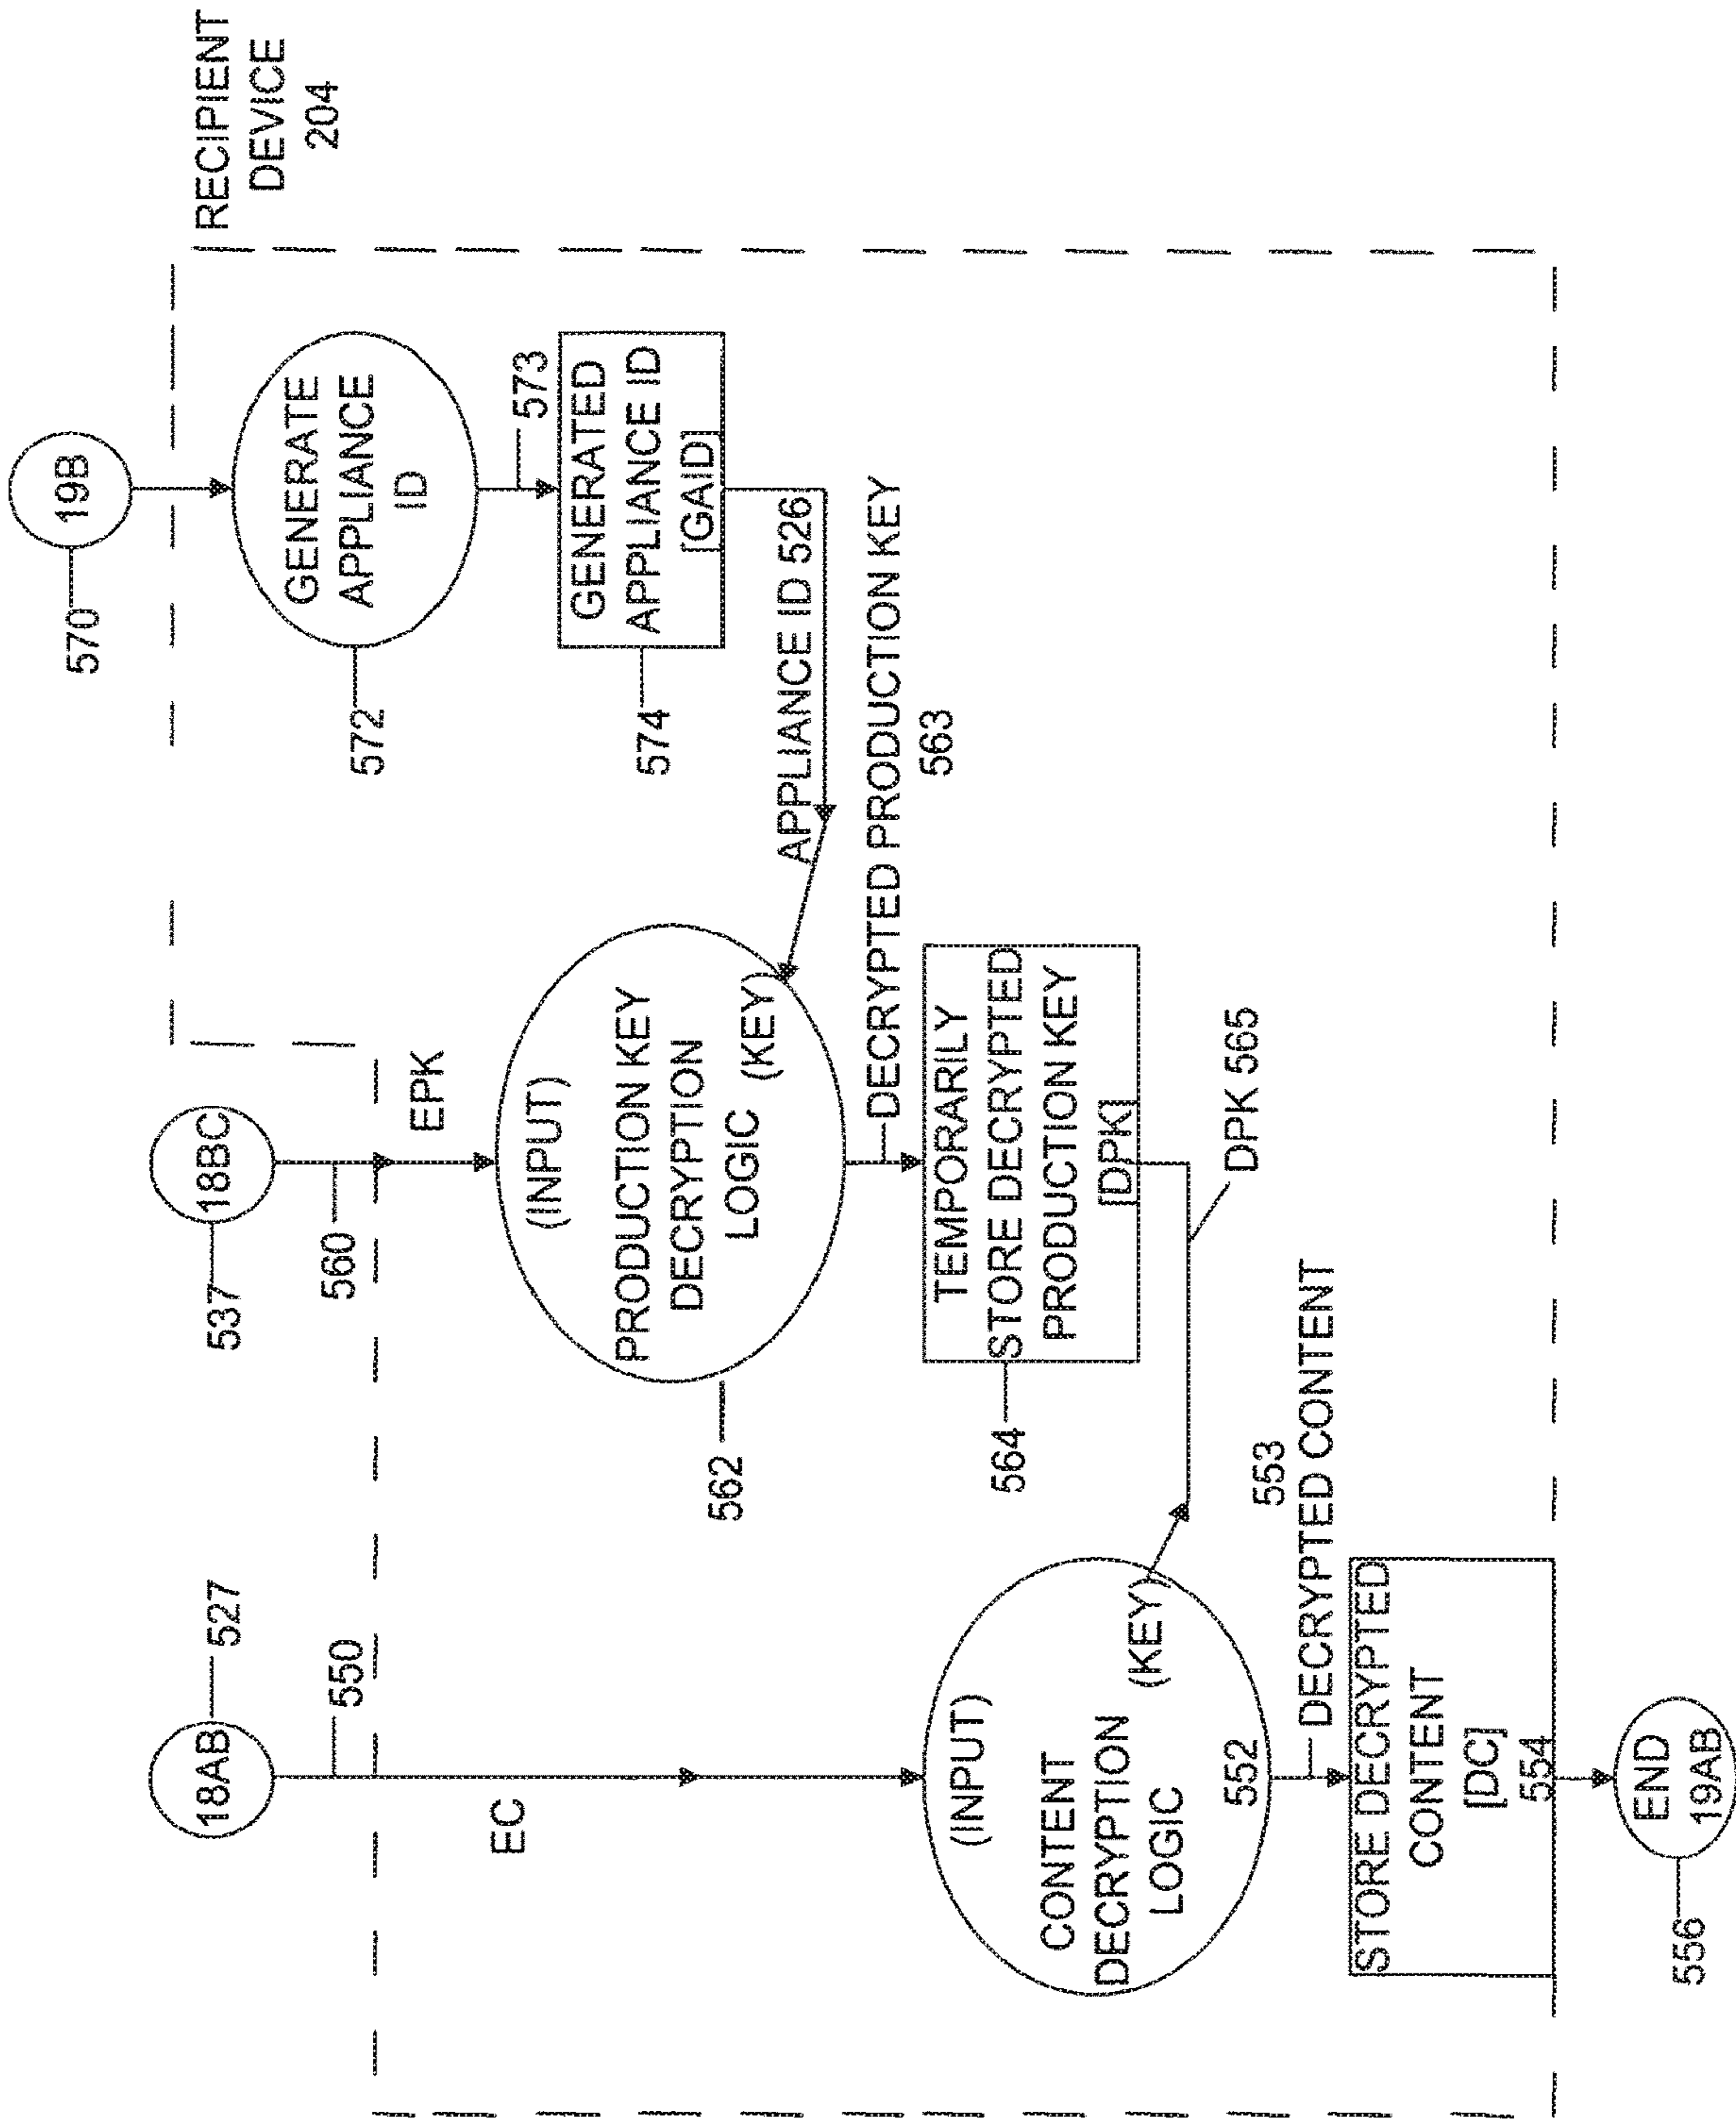 RECIPIENT
DEVICE
204
570
19B
GENERATE
APPLIANCE
ID
572
573
GENERATED
APPLIANCE ID
[GAID]
574
APPLIANCE ID 526
537
18BC
560
EPK
(INPUT)
PRODUCTION KEY
DECRYPTION
LOGIC
(KEY)
562
DECRYPTED PRODUCTION KEY
563
TEMPORARILY
STORE DECRYPTED
PRODUCTION KEY
[DPK]
564
DPK 565
18AB
527
550
EC
(INPUT)
CONTENT
DECRYPTION
LOGIC
(KEY)
552
553
DECRYPTED CONTENT
STORE DECRYPTED
CONTENT
[DC]
554
END
19AB
556